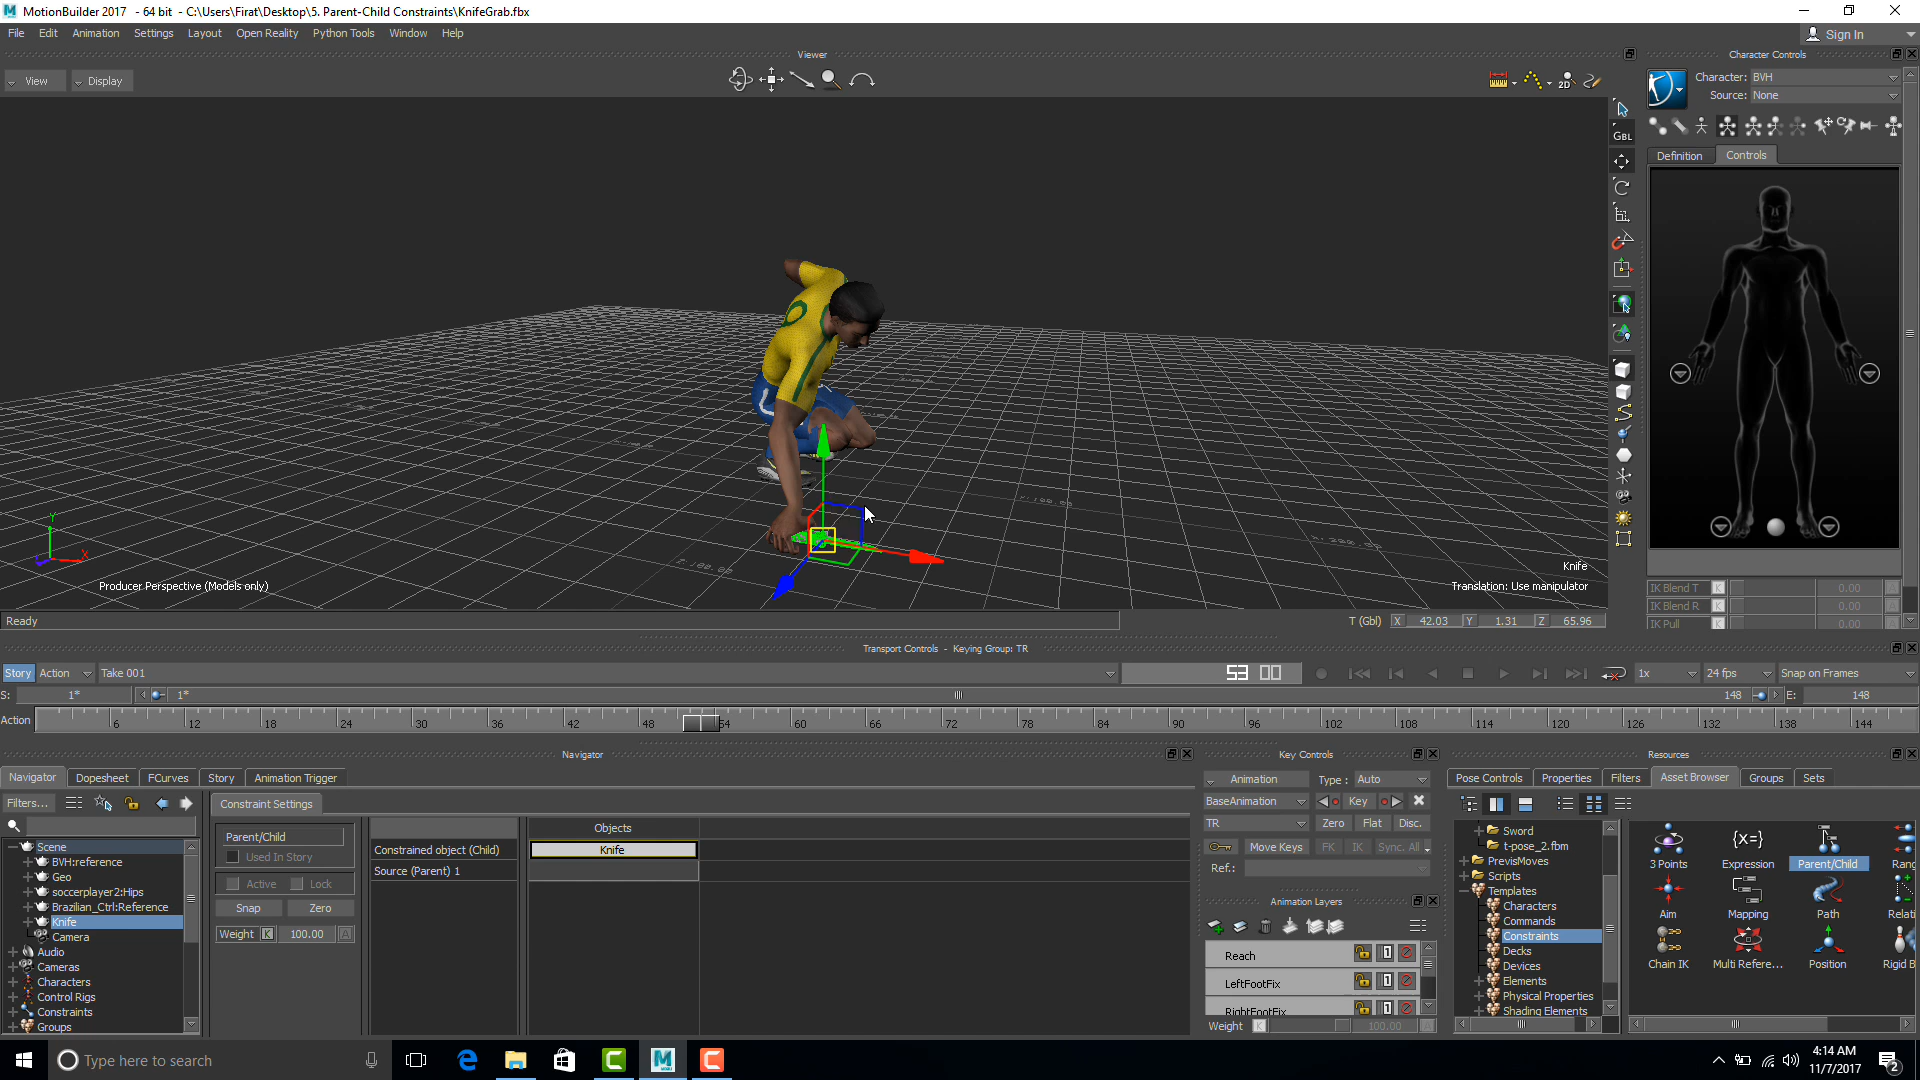 MotionBuilder 2017   - 64 bit  - C:\Users\Firat\Desktop\5. Parent-Child Constraints\KnifeGrab.fbx
File Edit Animation Settings Layout Open Reality Python Tools Window Help
Sign In
Viewer
Character Controls
View Display
2D
Character: BVH
Source: None
GBL
Definition Controls
Y
X
Producer Perspective (Models only)
Knife
Translation: Use manipulator
IK Blend T K 0.00 A
IK Blend R K 0.00 A
IK Pull K 0.00 A
Ready
T (Gbl) X 42.03 Y 1.31 Z 65.96
Transport Controls  -  Keying Group: TR
Story Action Take 001 53 00 1x 24 fps Snap on Frames
S: 1* 1* 148 E: 148
Action 6 12 18 24 30 36 42 48 54 60 66 72 78 84 90 96 102 108 114 120 126 132 138 144
Navigator
Key Controls
Resources
Navigator Dopesheet FCurves Story Animation Trigger
Animation Type : Auto
Pose Controls Properties Filters Asset Browser Groups Sets
Filters...
Constraint Settings
BaseAnimation Key
TR Zero Flat Disc.
Parent/Child
Used In Story
Objects
Constrained object (Child) Knife
Source (Parent) 1
Move Keys FK IK Sync. All
Ref.:
Active Lock
Snap Zero
Weight K 100.00 A
Scene
BVH:reference
Geo
soccerplayer2:Hips
Brazilian_Ctrl:Reference
Knife
Camera
Audio
Cameras
Characters
Control Rigs
Constraints
Groups
Animation Layers
Reach 1
LeftFootFix 1
RightFootFix 1
Weight K 100.00 A
Sword
t-pose_2.fbm
PrevisMoves
Scripts
Templates
Characters
Commands
Constraints
Decks
Devices
Elements
Physical Properties
Shading Elements
{x=}
3 Points Expression Parent/Child Rang
Aim Mapping Path Relati
Chain IK Multi Refere... Position Rigid B
Type here to search
4:14 AM
11/7/2017
2